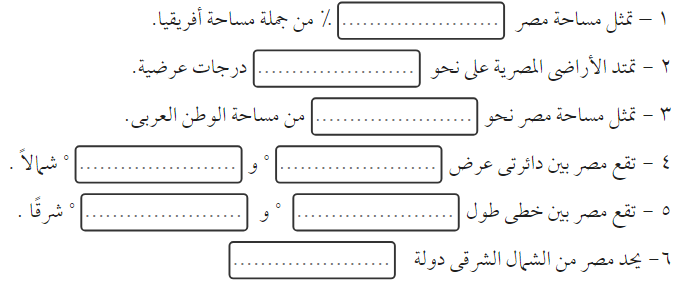 ١ – تمثل مساحة مصر ........................ ٪ من جملة مساحة أفريقيا.
٢ – تمتد الأراضى المصرية على نحو ........................ درجات عرضية.
٣ – تمثل مساحة مصر نحو ........................ من مساحة الوطن العربى.
٤ – تقع مصر بين دائرتى عرض ........................ ° و ........................ ° شمالاً .
٥ – تقع مصر بين خطى طول ........................ ° و ........................ ° شرقًا .
٦– يحد مصر من الشمال الشرقى دولة ........................